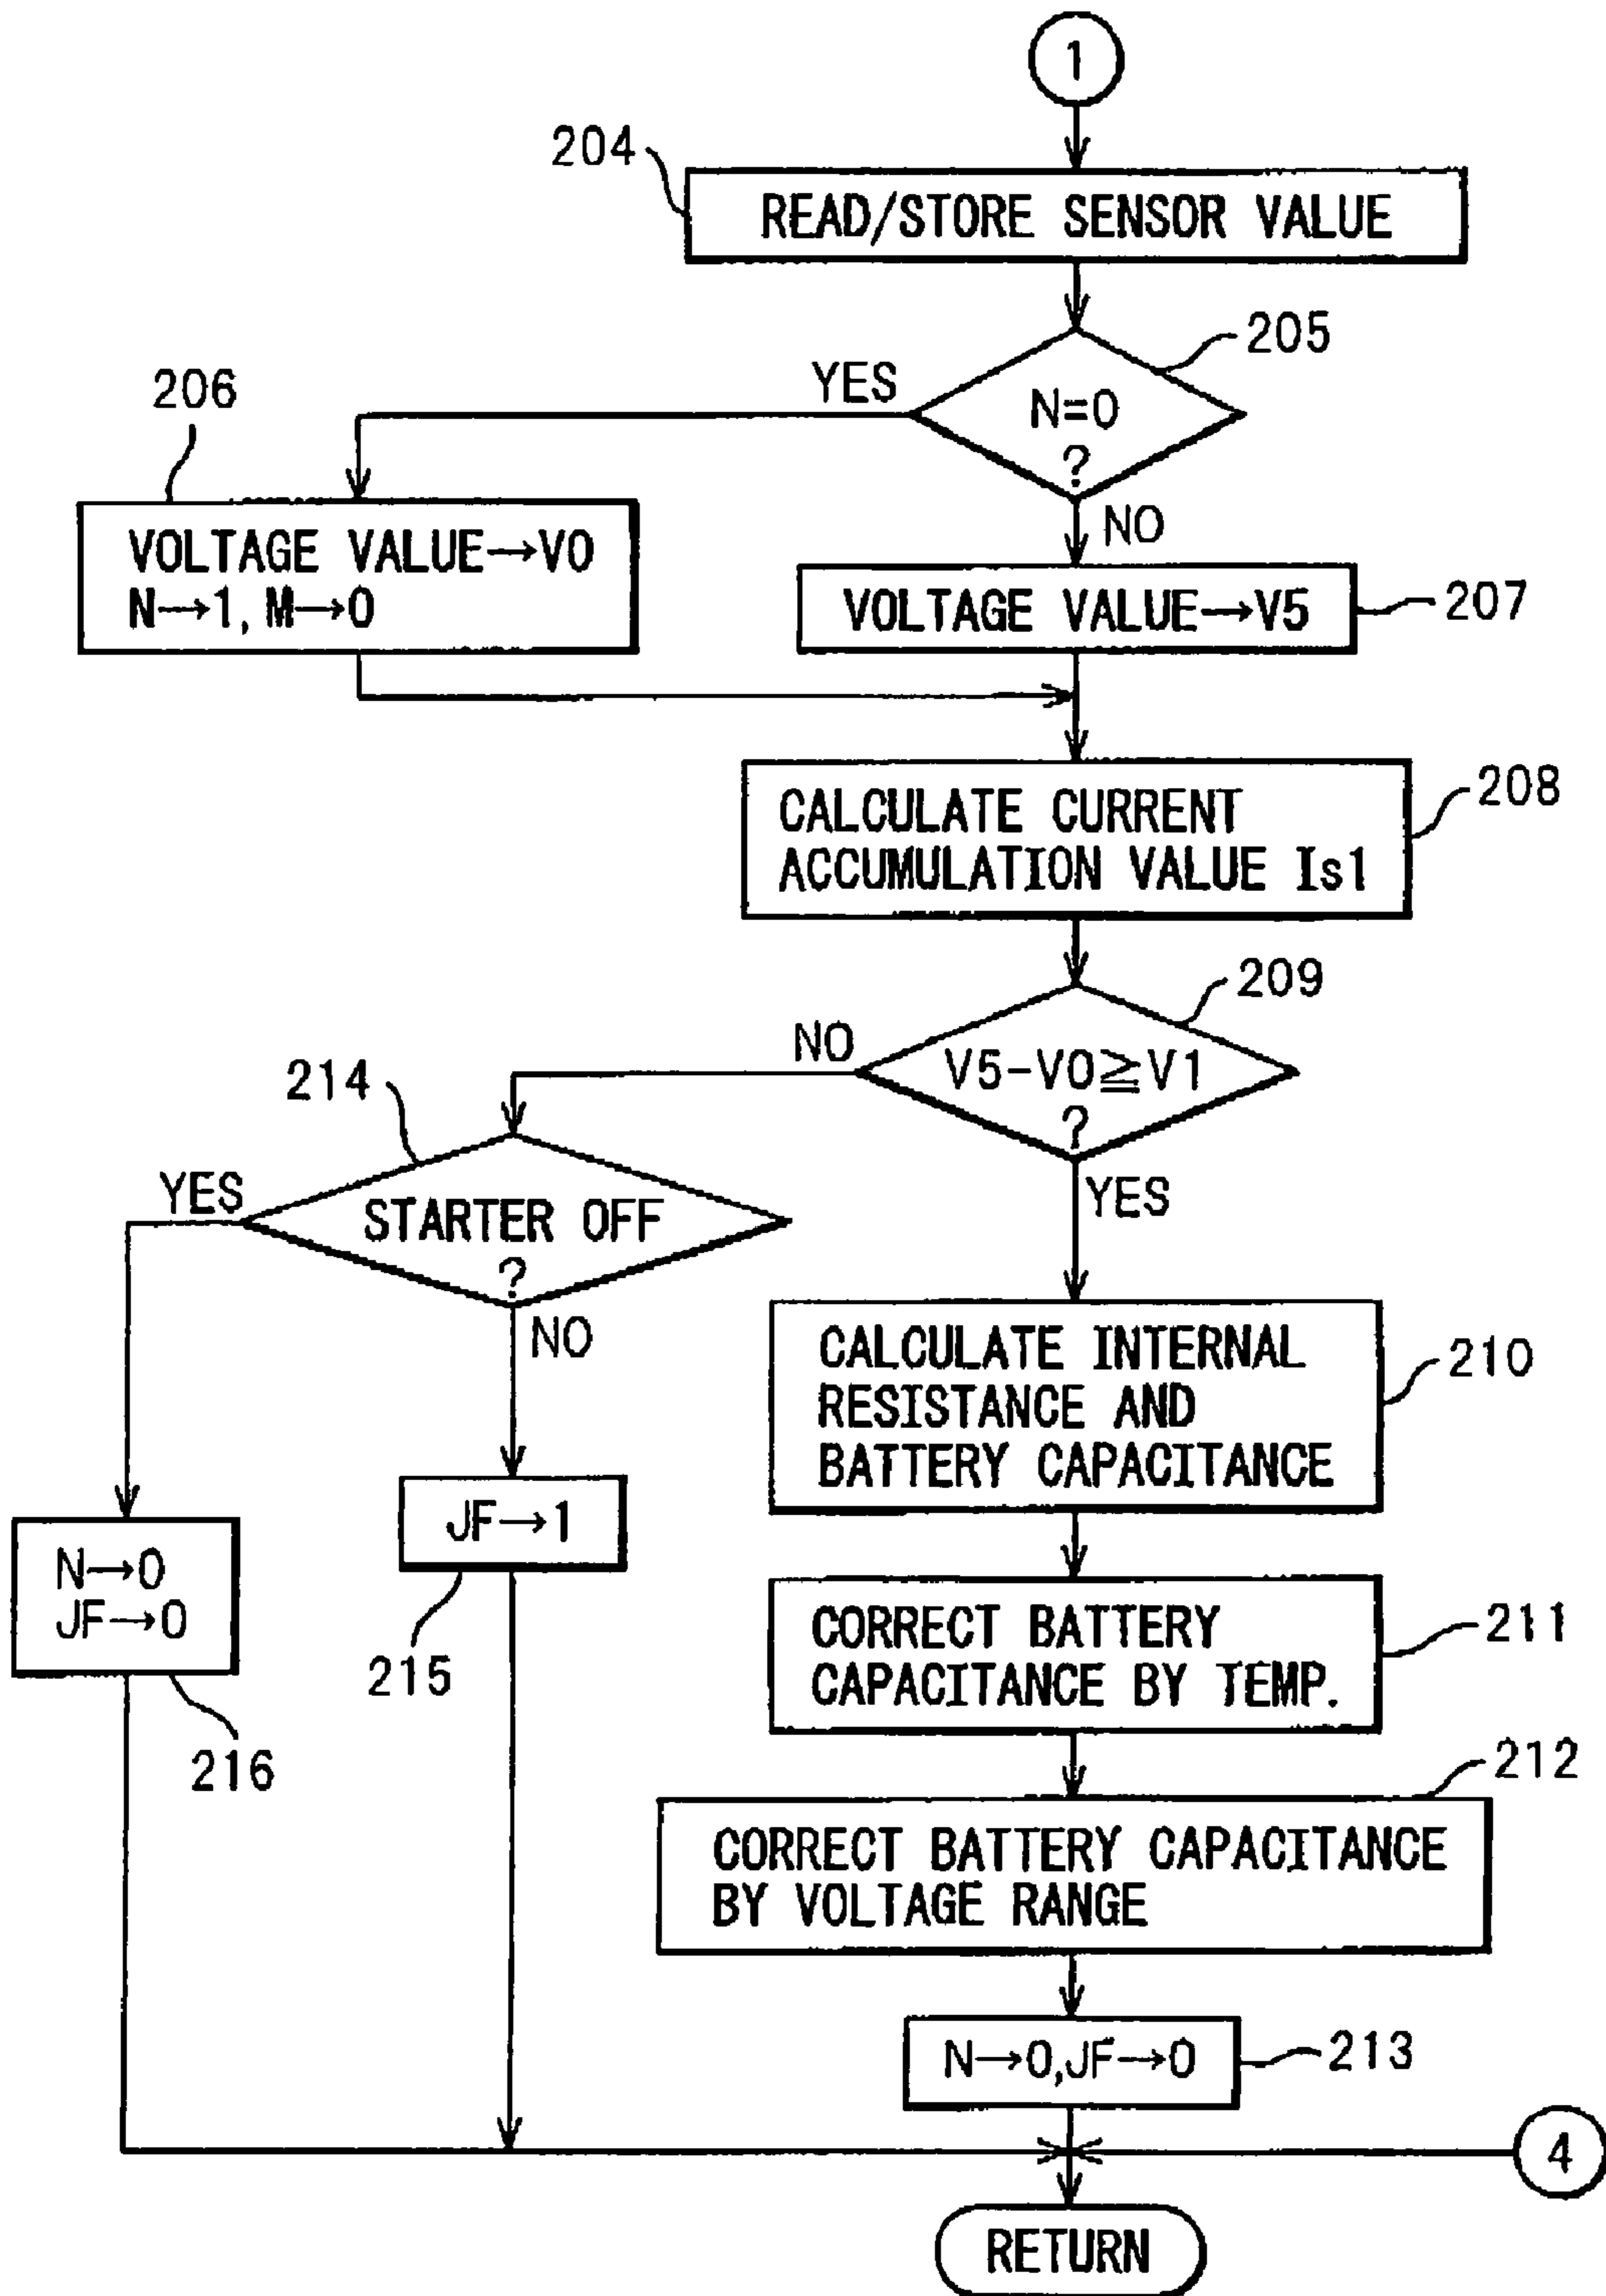 1
204
READ/STORE SENSOR VALUE
205
YES
N=0
?
206
NO
VOLTAGE VALUE→V0
N→1, M→0
VOLTAGE VALUE→V5
207
CALCULATE CURRENT
ACCUMULATION VALUE Is1
208
209
NO
V5-V0≧V1
?
214
YES
YES
STARTER OFF
?
NO
CALCULATE INTERNAL
RESISTANCE AND
BATTERY CAPACITANCE
210
JF→1
215
N→0
JF→0
216
CORRECT BATTERY
CAPACITANCE BY TEMP.
211
212
CORRECT BATTERY CAPACITANCE
BY VOLTAGE RANGE
N→0,JF→0
213
4
RETURN